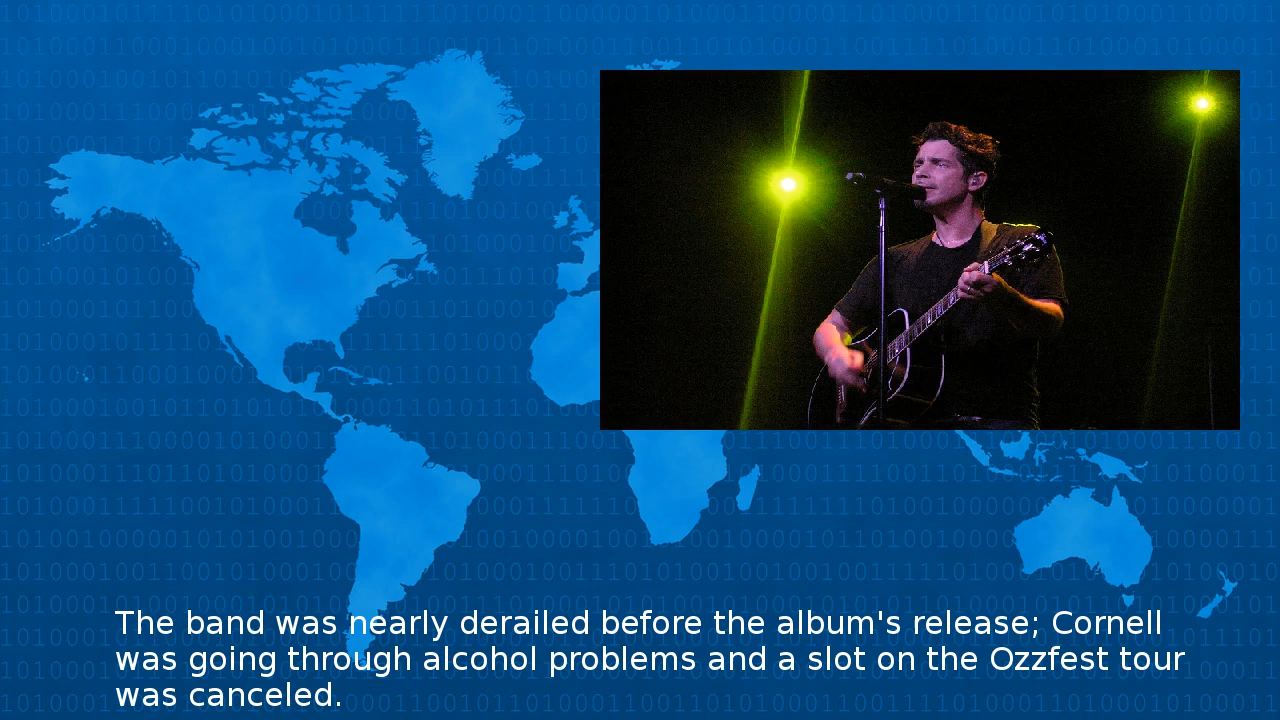 The band was nearly derailed before the album's release; Cornell
was going through alcohol problems and a slot on the Ozzfest tour
was canceled.